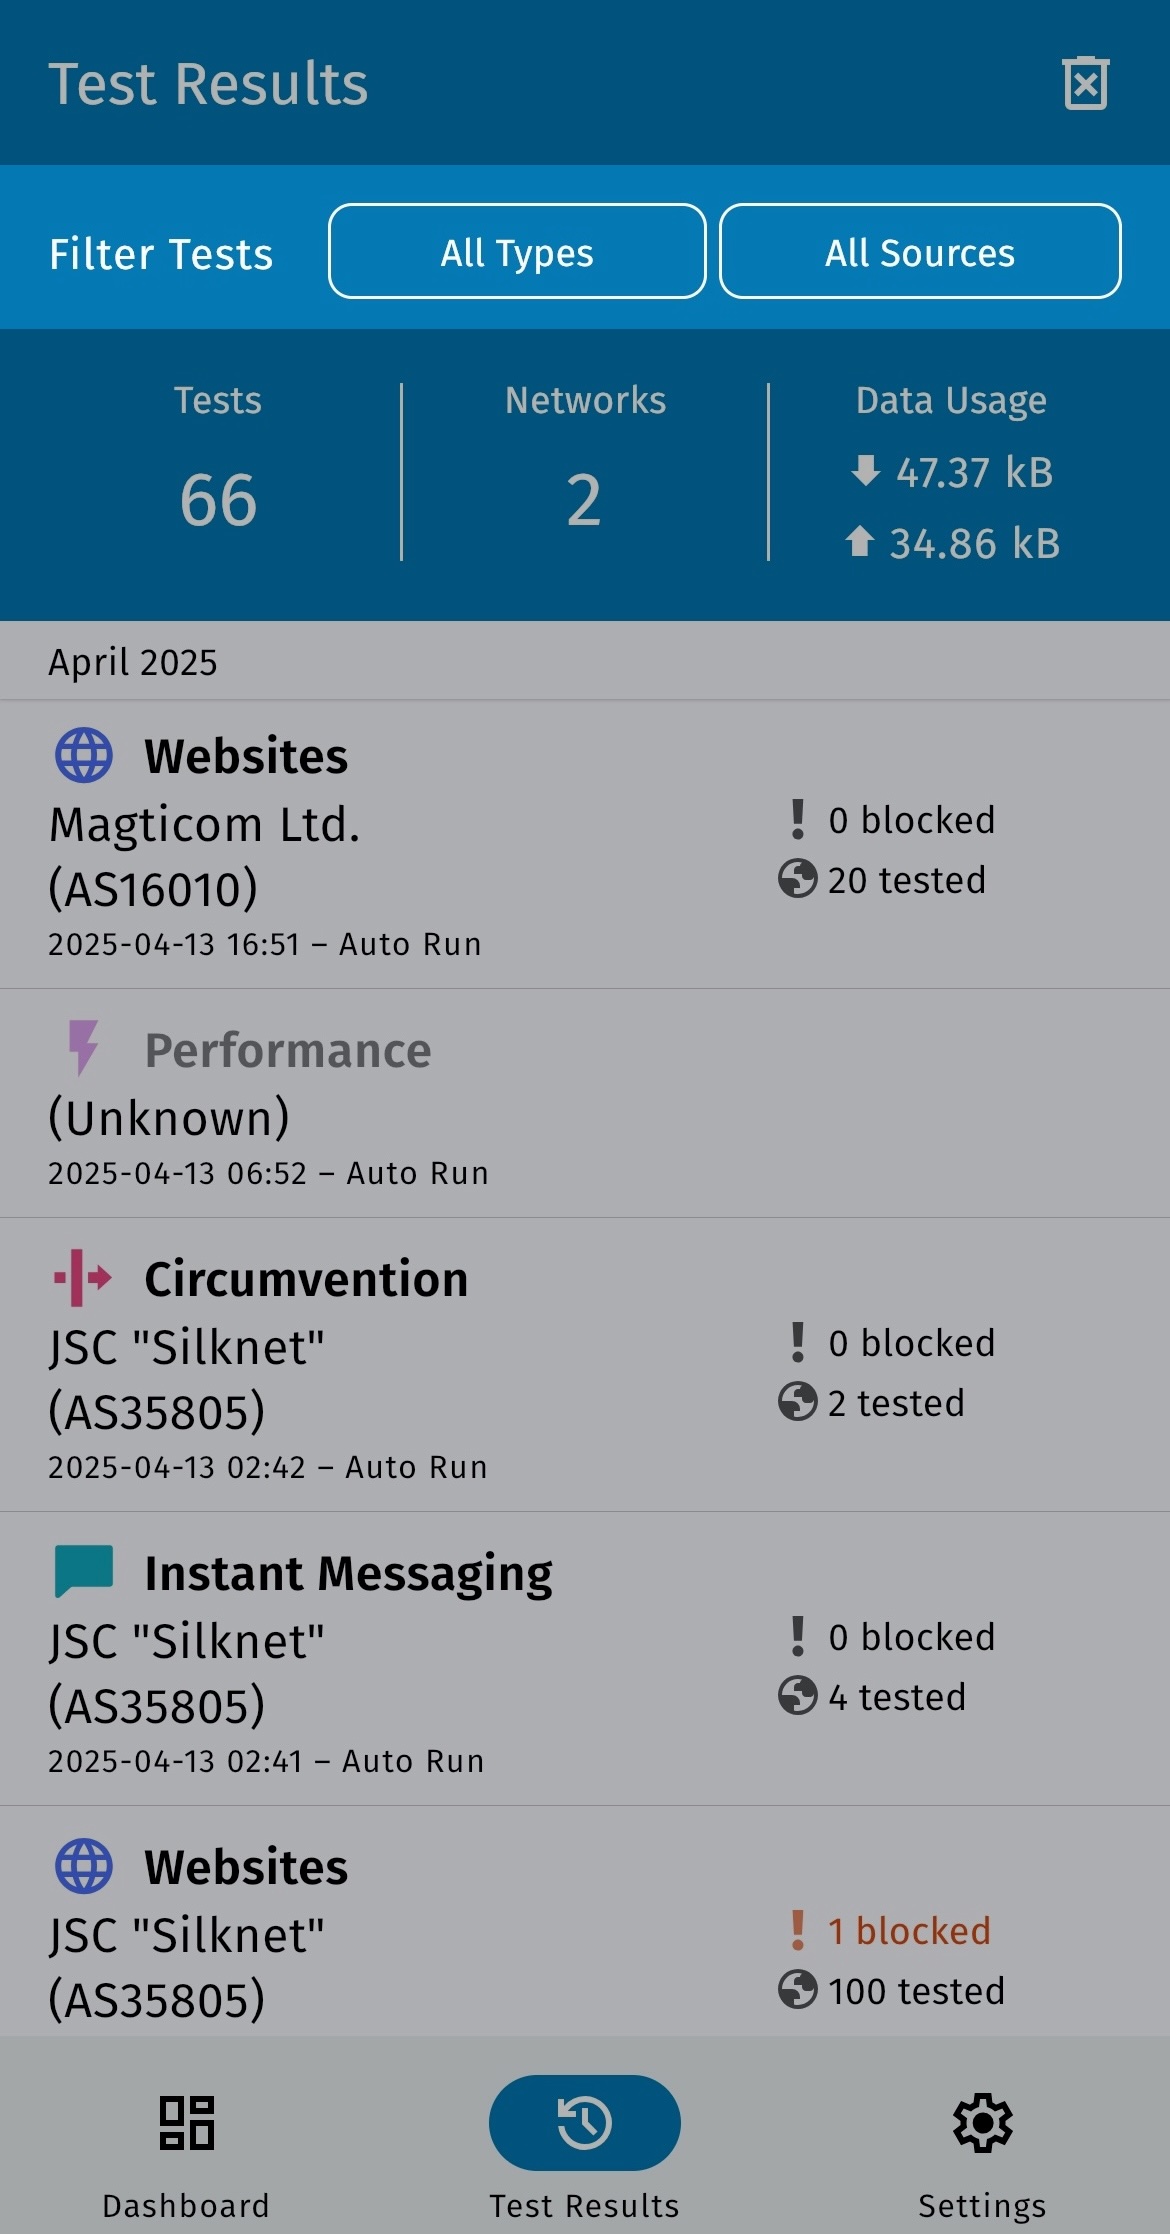 Test Results
Filter Tests
All Types
All Sources
Tests
66
Networks
2
Data Usage
47.37 kB
34.86 kB
April 2025
Websites
Magticom Ltd.
(AS16010)
2025-04-13 16:51 – Auto Run
0 blocked
20 tested
Performance
(Unknown)
2025-04-13 06:52 – Auto Run
Circumvention
JSC "Silknet"
(AS35805)
2025-04-13 02:42 – Auto Run
0 blocked
2 tested
Instant Messaging
JSC "Silknet"
(AS35805)
2025-04-13 02:41 – Auto Run
0 blocked
4 tested
Websites
JSC "Silknet"
(AS35805)
1 blocked
100 tested
Dashboard
Test Results
Settings